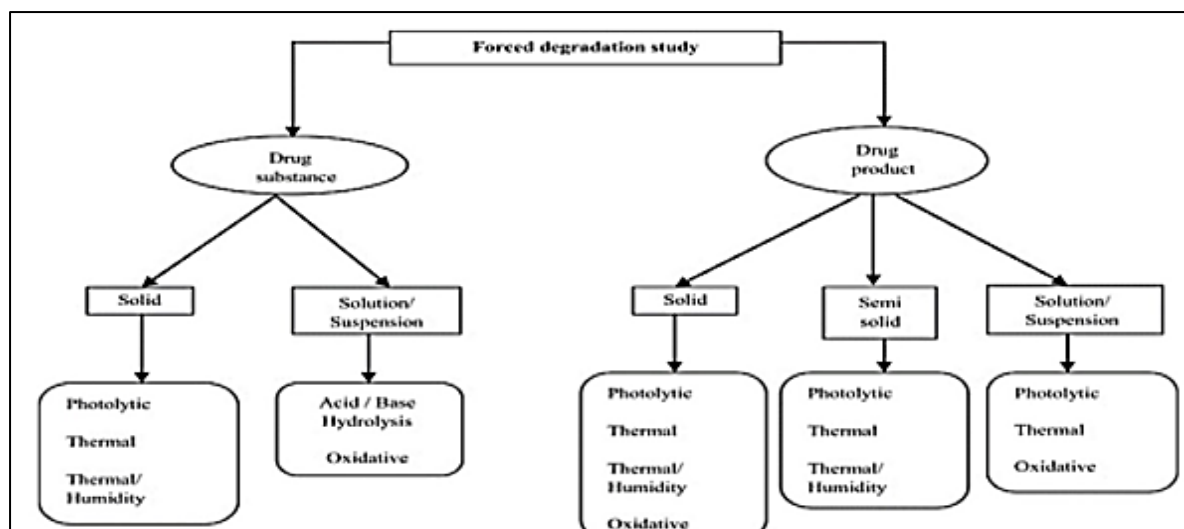 Forced degradation study
Drug
substance
Drug
product
Solid
Solution/
Suspension
Solid
Semi
solid
Solution/
Suspension
Photolytic
Thermal
Thermal/
Humidity
Acid / Base
Hydrolysis
Oxidative
Photolytic
Thermal
Thermal/
Humidity
Oxidative
Photolytic
Thermal
Thermal/
Humidity
Photolytic
Thermal
Oxidative